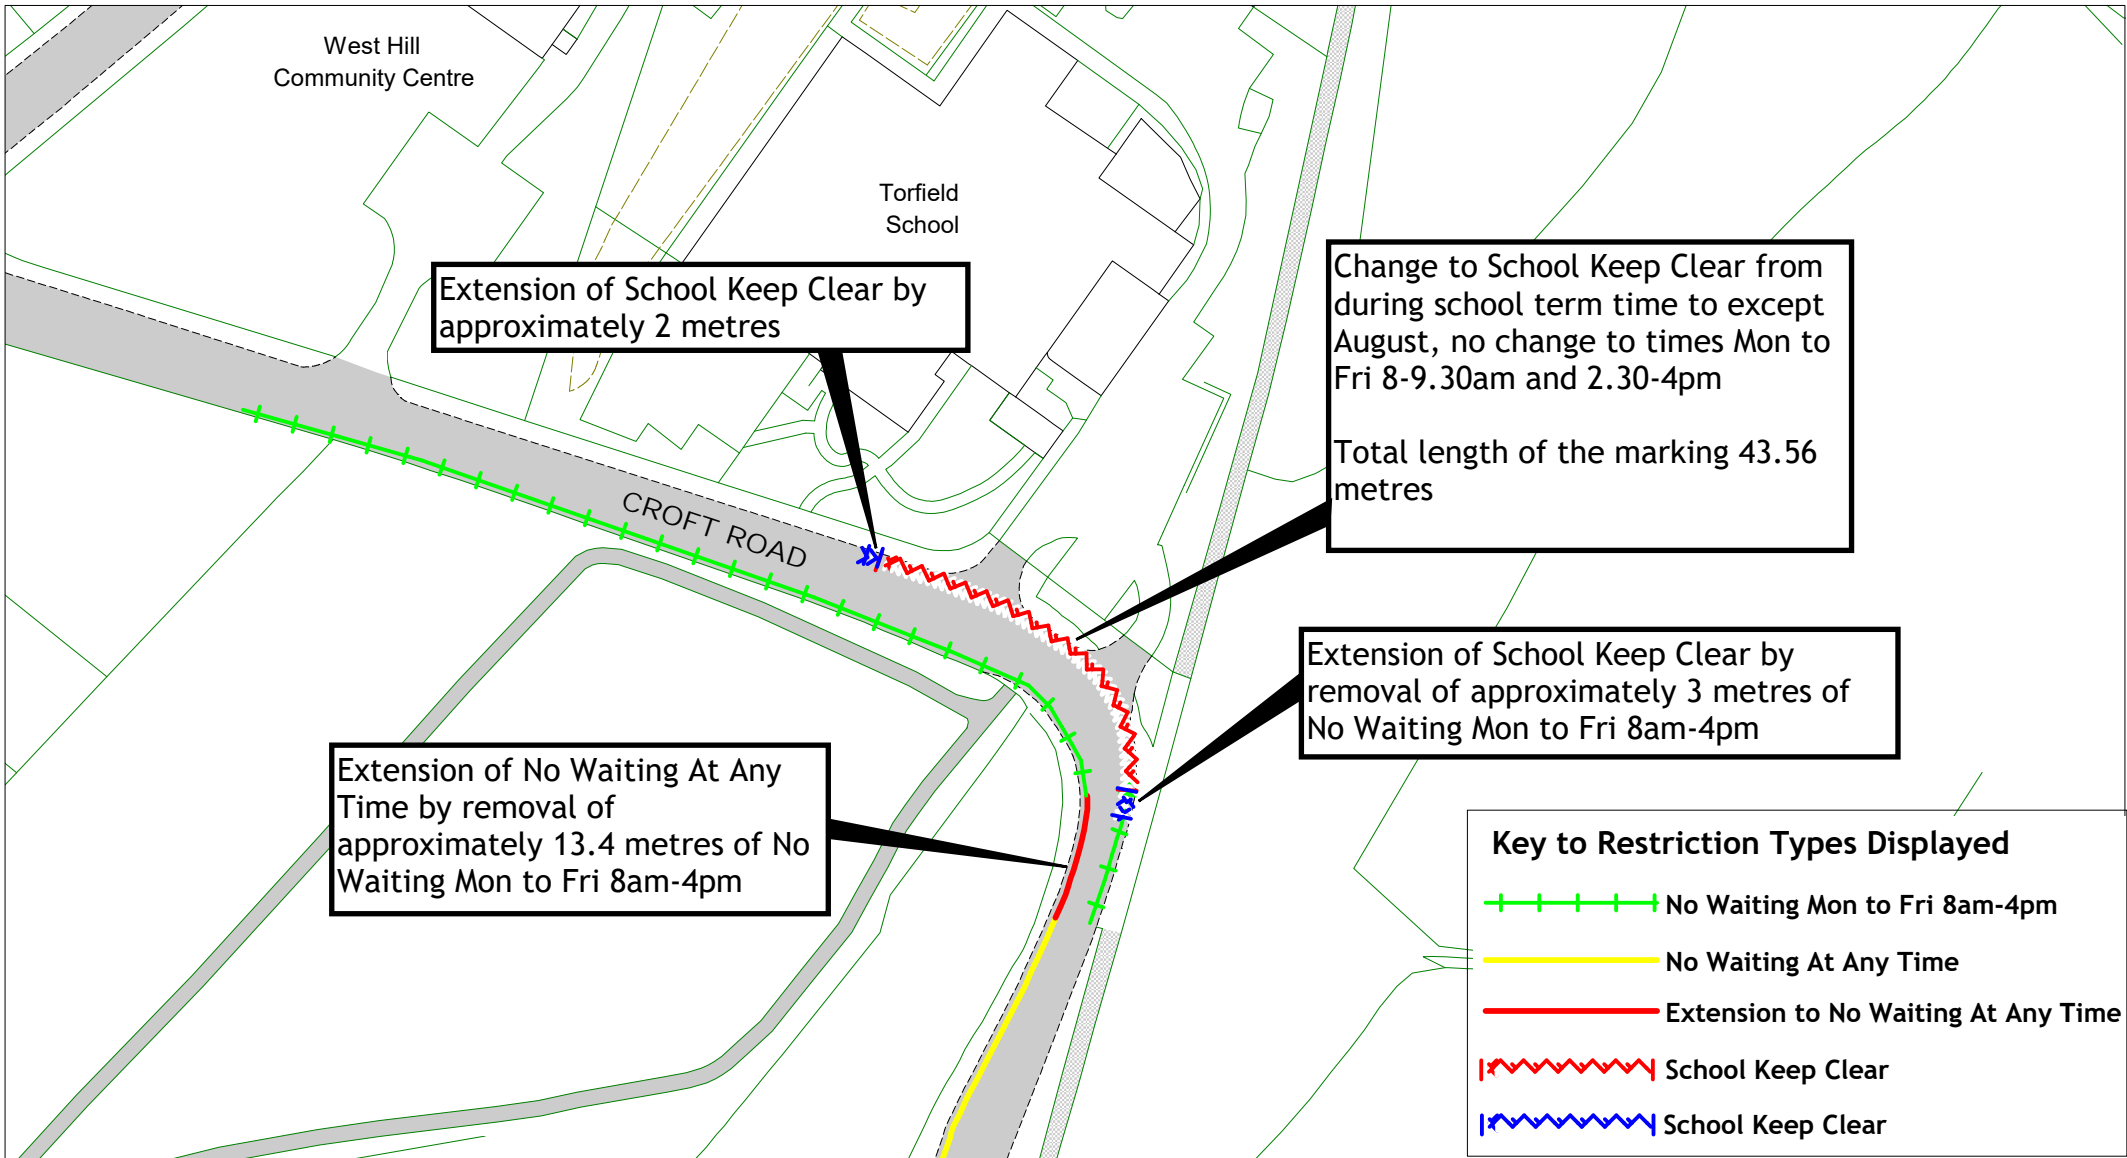 West Hill
Community Centre
Torfield
School
Extension of School Keep Clear by
approximately 2 metres
Change to School Keep Clear from
during school term time to except
August, no change to times Mon to
Fri 8-9.30am and 2.30-4pm
Total length of the marking 43.56
metres
CROFT ROAD
Extension of School Keep Clear by
removal of approximately 3 metres of
No Waiting Mon to Fri 8am-4pm
Extension of No Waiting At Any
Time by removal of
approximately 13.4 metres of No
Waiting Mon to Fri 8am-4pm
Key to Restriction Types Displayed
No Waiting Mon to Fri 8am-4pm
No Waiting At Any Time
Extension to No Waiting At Any Time
School Keep Clear
School Keep Clear